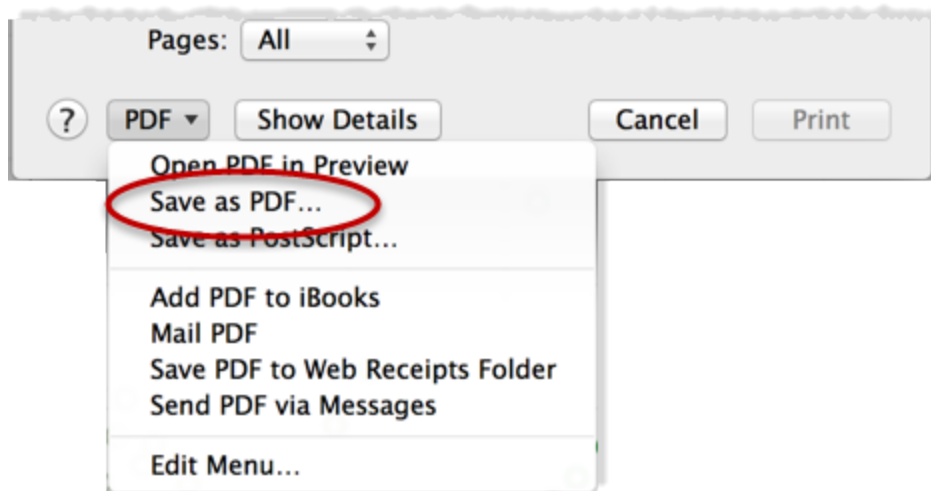 Pages: All
? PDF Show Details Cancel Print
Open PDF in Preview
Save as PDF...
Save as PostScript...
Add PDF to iBooks
Mail PDF
Save PDF to Web Receipts Folder
Send PDF via Messages
Edit Menu...